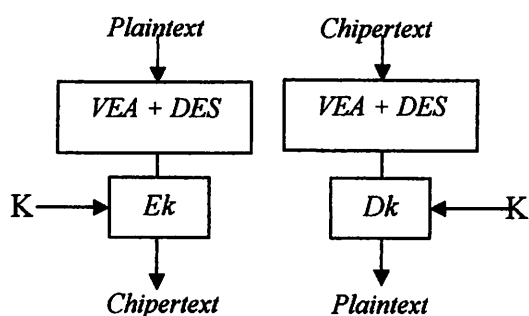 Plaintext Chipertext
VEA + DES VEA + DES
K Ek Dk K
Chipertext Plaintext